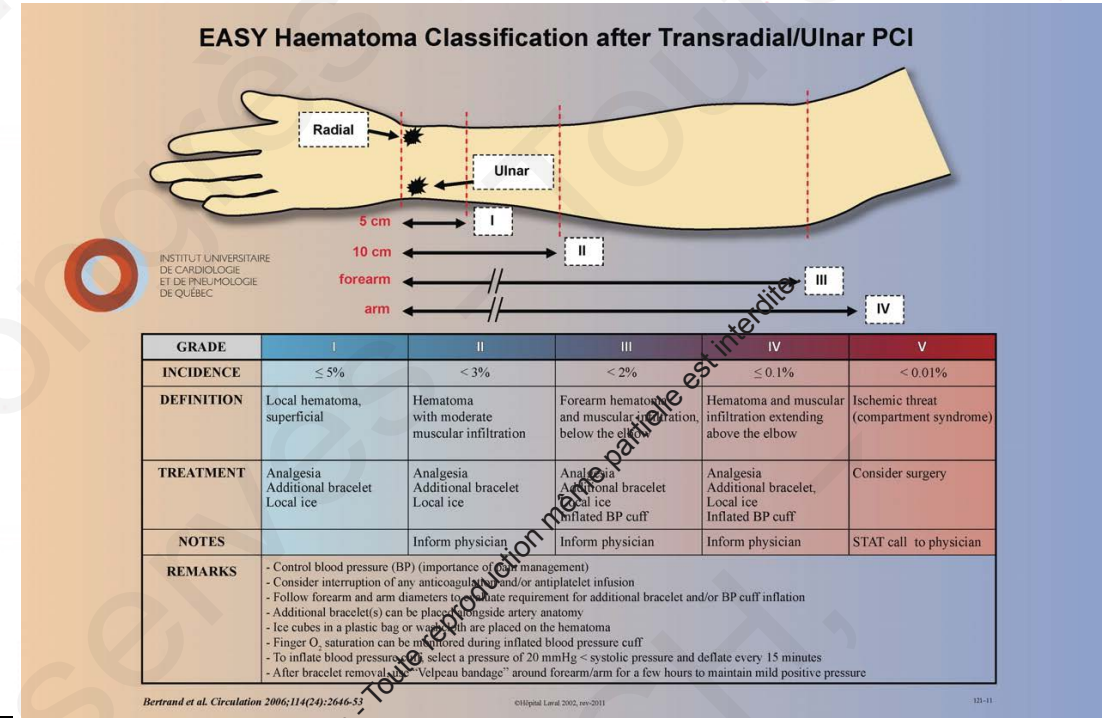 EASY Haematoma Classification after Transradial/Ulnar PCI
Radial
Ulnar
5 cm
I
10 cm
II
forearm
III
arm
IV
INSTITUT UNIVERSITAIRE
DE CARDIOLOGIE
ET DE PNEUMOLOGIE
DE QUÉBEC
GRADE I II III IV V
INCIDENCE ≤ 5% < 3% < 2% ≤ 0.1% < 0.01%
DEFINITION Local hematoma, Hematoma Forearm hematoma Hematoma and muscular Ischemic threat
superficial with moderate and muscular infiltration, infiltration extending (compartment syndrome)
muscular infiltration below the elbow above the elbow
TREATMENT Analgesia Analgesia Analgesia Analgesia Consider surgery
Additional bracelet Additional bracelet Additional bracelet Additional bracelet,
Local ice Local ice Local ice Local ice
Inflated BP cuff Inflated BP cuff
NOTES Inform physician Inform physician Inform physician STAT call to physician
REMARKS - Control blood pressure (BP) (importance of pain management)
- Consider interruption of any anticoagulation and/or antiplatelet infusion
- Follow forearm and arm diameters to evaluate requirement for additional bracelet and/or BP cuff inflation
- Additional bracelet(s) can be placed alongside artery anatomy
- Ice cubes in a plastic bag or washcloth are placed on the hematoma
- Finger O₂ saturation can be monitored during inflated blood pressure cuff
- To inflate blood pressure cuff, select a pressure of 20 mmHg < systolic pressure and deflate every 15 minutes
- After bracelet removal, use "Velpeau bandage" around forearm/arm for a few hours to maintain mild positive pressure
Bertrand et al. Circulation 2006;114(24):2646-53
©Hôpital Laval 2002, rev-2011
121-11
- Toute reproduction même partielle est interdite